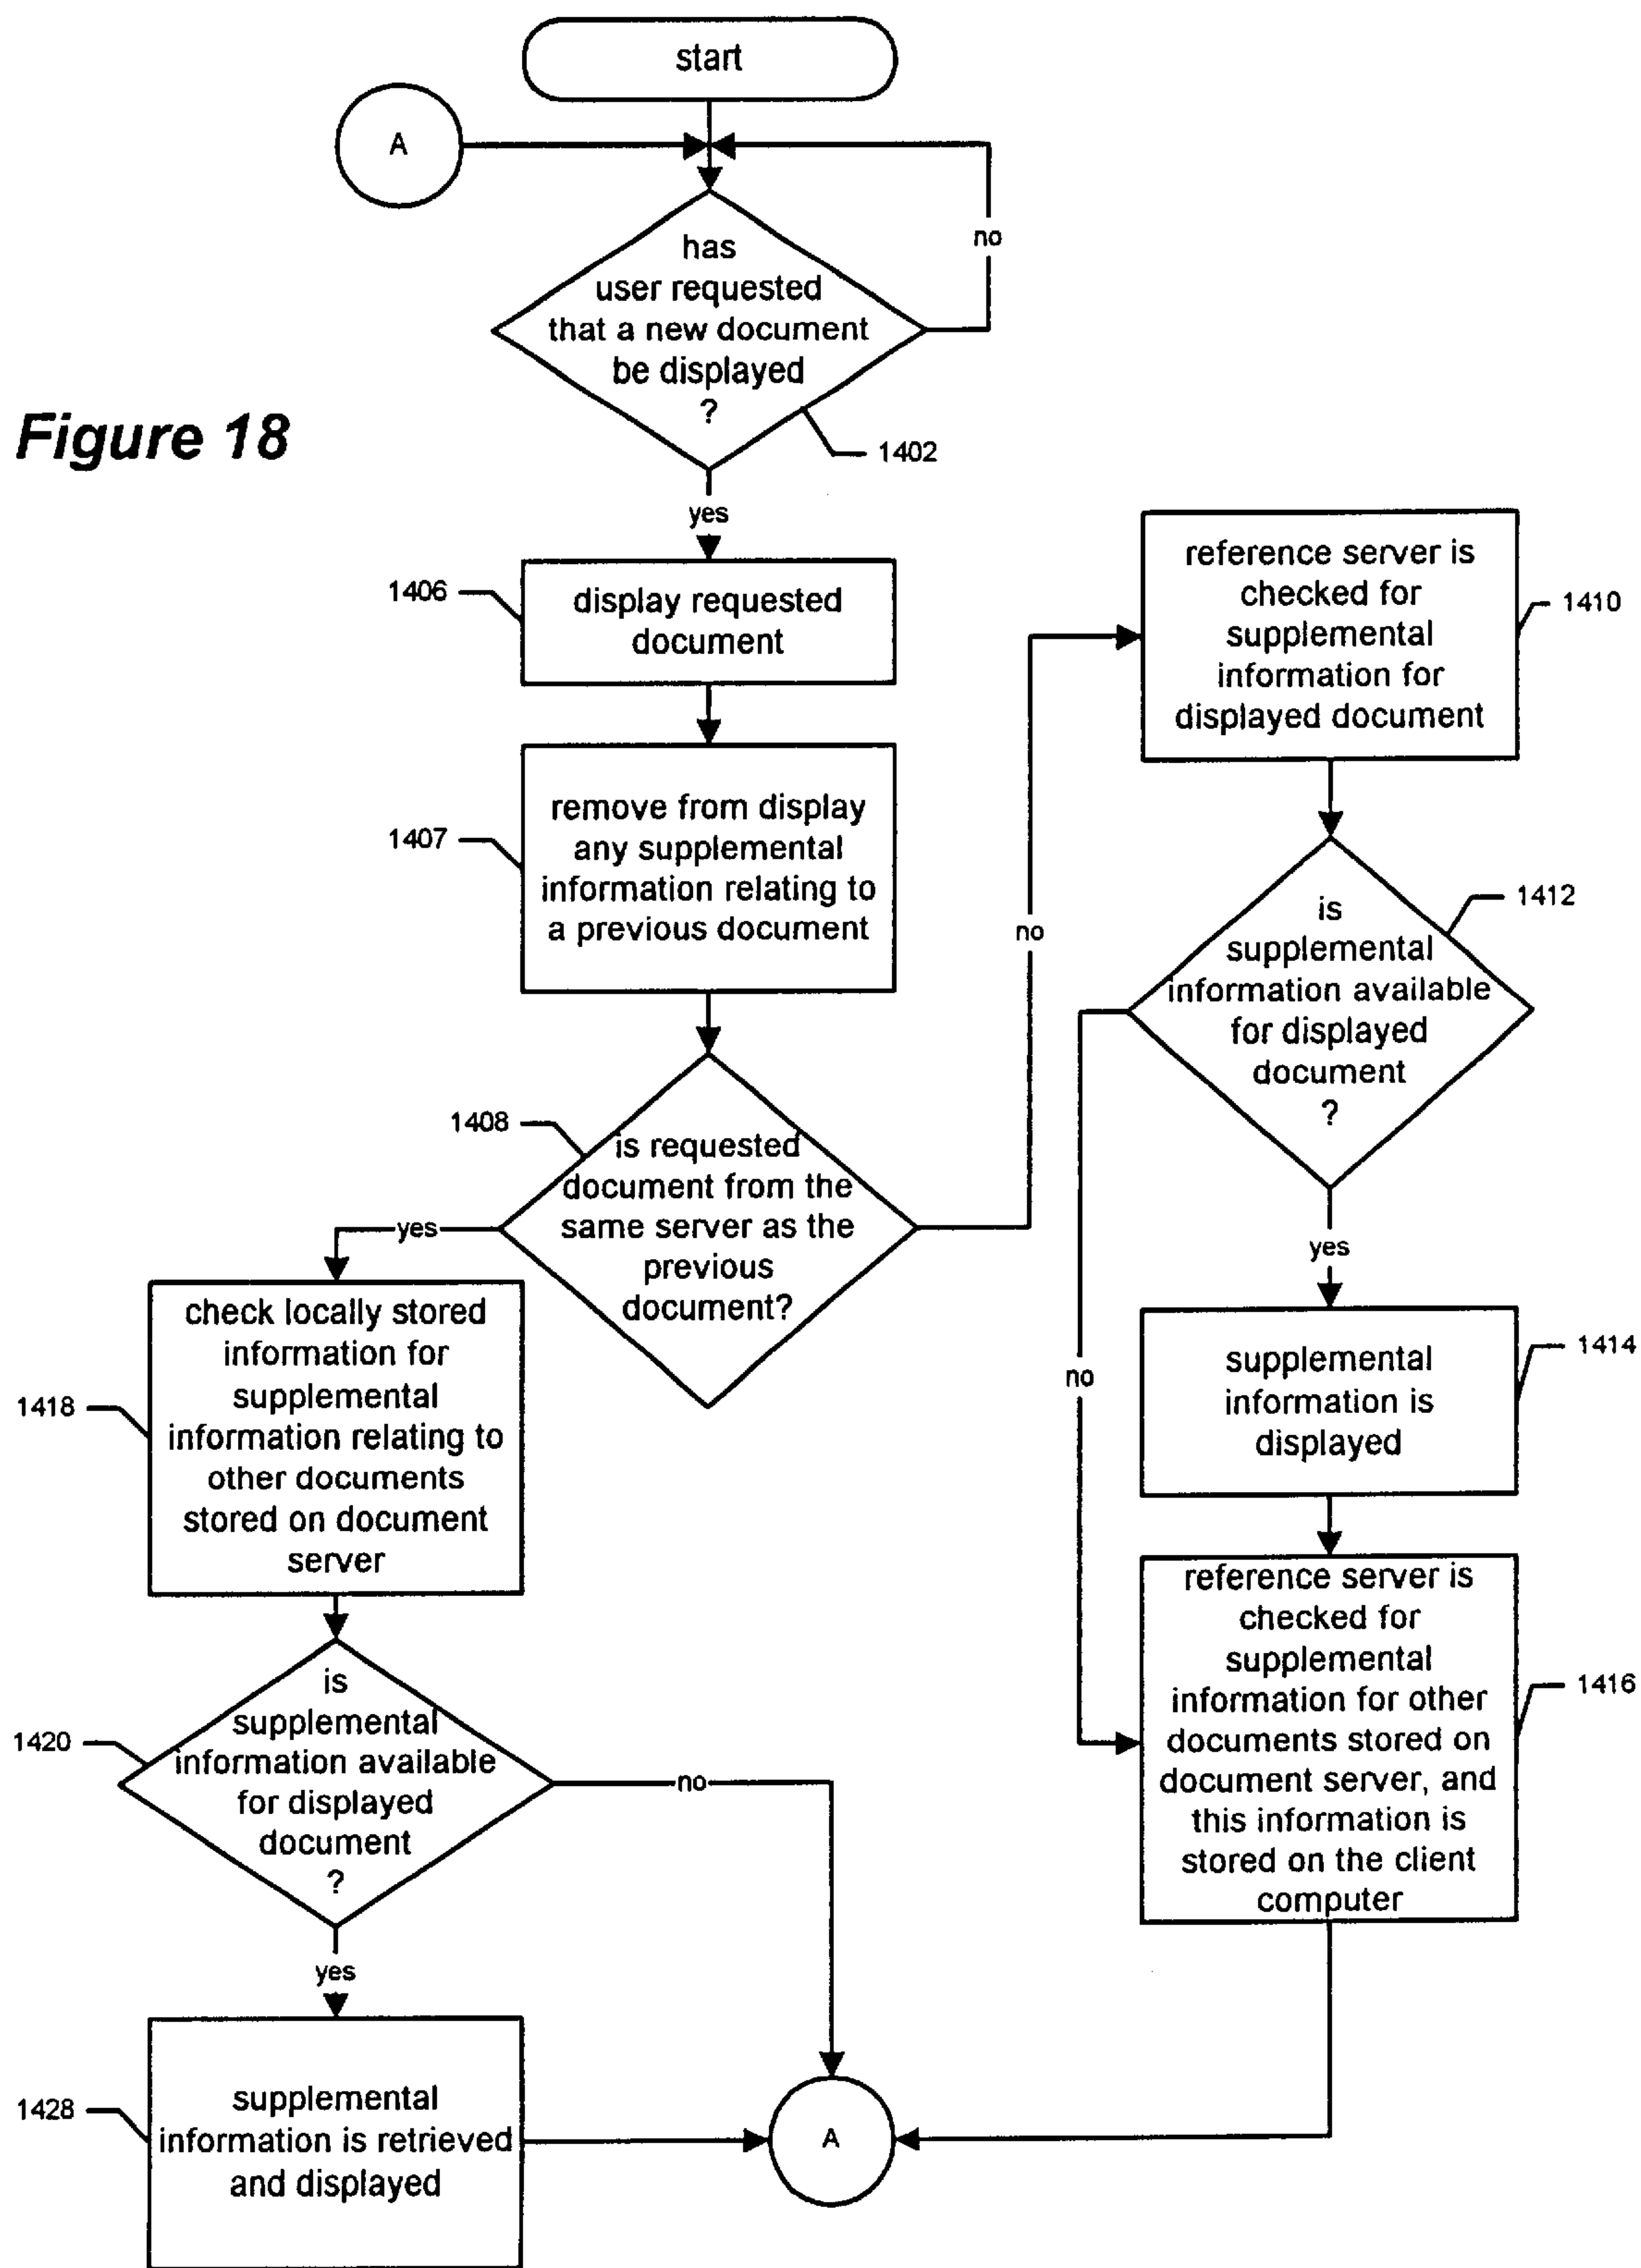 start
A
no
has
user requested
that a new document
be displayed
?
Figure 18
1402
yes
1406
display requested
document
1407
remove from display
any supplemental
information relating to
a previous document
1408
is requested
document from the
same server as the
previous
document?
yes
no
1418
check locally stored
information for
supplemental
information relating to
other documents
stored on document
server
1420
is
supplemental
information available
for displayed
document
?
no
yes
1428
supplemental
information is retrieved
and displayed
A
reference server is
checked for
supplemental
information for
displayed document
1410
1412
is
supplemental
information available
for displayed
document
?
no
yes
1414
supplemental
information is
displayed
reference server is
checked for
supplemental
information for other
documents stored on
document server, and
this information is
stored on the client
computer
1416